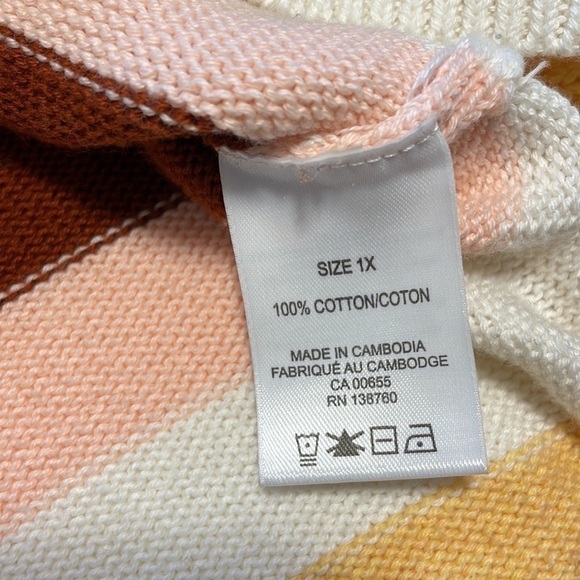 SIZE 1X
100% COTTON/COTON
MADE IN CAMBODIA
FABRIQUÉ AU CAMBODGE
CA 00655
RN 138760